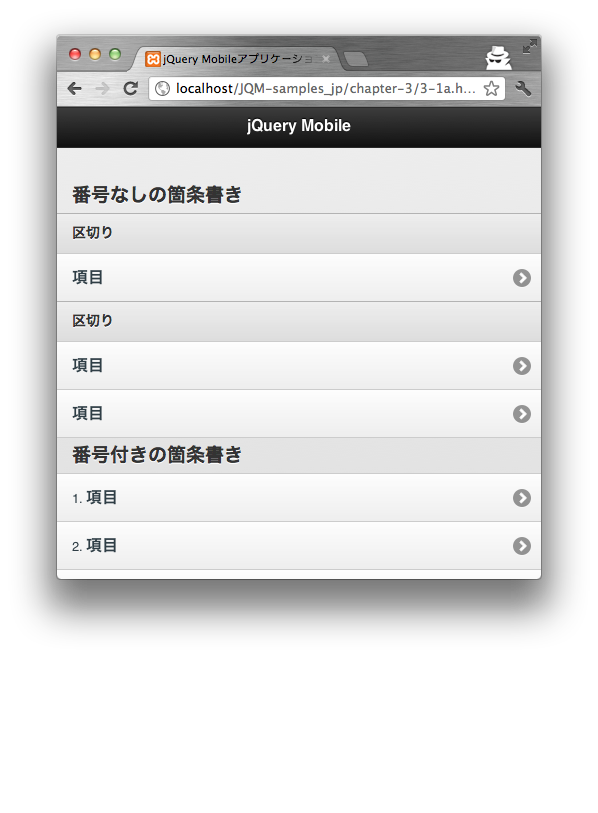 jQuery Mobileアプリケーショ
localhost/JQM-samples_jp/chapter-3/3-1a.h...
jQuery Mobile
番号なしの箇条書き
区切り
項目
区切り
項目
項目
番号付きの箇条書き
1. 項目
2. 項目